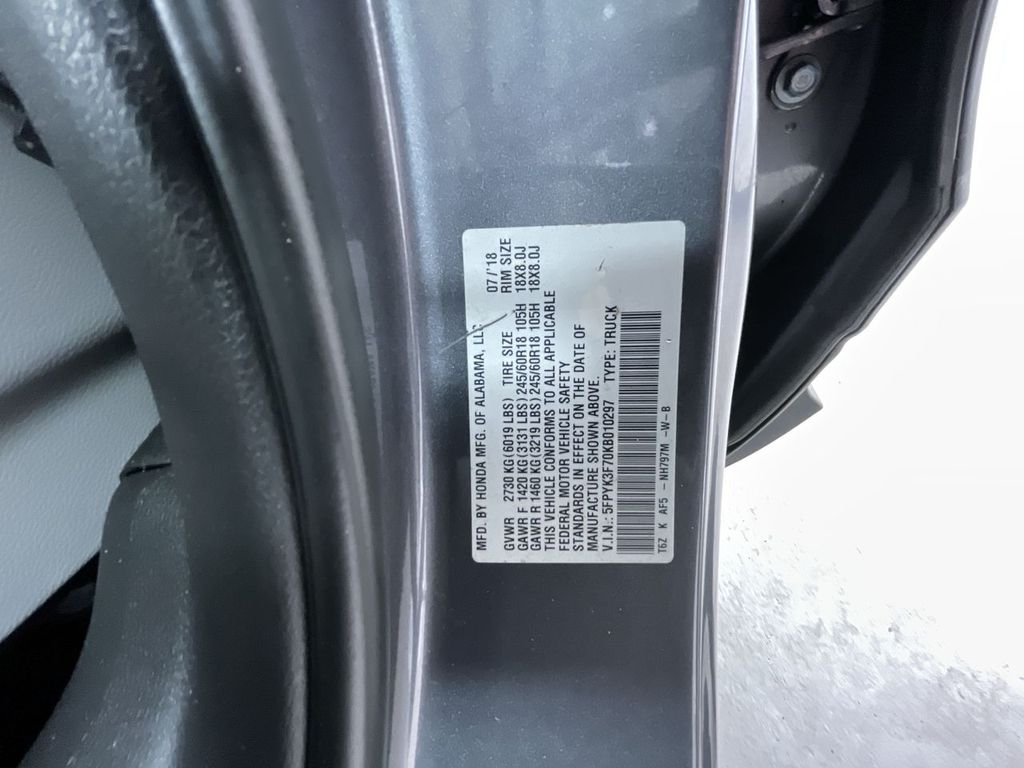 MFD. BY HONDA MFG. OF ALABAMA, LLC 07/'18
GVWR 2730 KG(6019 LBS) TIRE SIZE RIM SIZE
GAWR F 1420 KG(3131 LBS) 245/60R18 105H 18X8.0J
GAWR R 1460 KG(3219 LBS) 245/60R18 105H 18X8.0J
THIS VEHICLE CONFORMS TO ALL APPLICABLE
FEDERAL MOTOR VEHICLE SAFETY
STANDARDS IN EFFECT ON THE DATE OF
MANUFACTURE SHOWN ABOVE.
V.I.N.: 5FPYK3F70KB010297 TYPE: TRUCK
T6Z K AF5 -NH797M -W-B